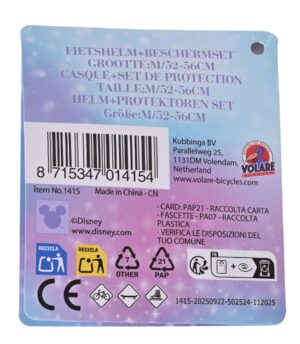 FIETSHELM+BESCHERMSET
GROOTTE:M/52-56CM
CASQUE+SET DE PROTECTION
TAILLE:M/52-56CM
HELM+PROTEKTOREN SET
Größe:M/52-56CM
8 715347 014154
Item No.1415
Made in China - CN
Kubbinga BV
Parallelweg 25,
1131DM Volendam,
Netherland
www.volare-bicycles.com
VOLARE
©Disney
www.disney.com
- CARD: PAP21 - RACCOLTA CARTA
- FASCETTE - PA07 - RACCOLTA
PLASTICA
- VERIFICA LE DISPOSIZIONI DEL
TUO COMUNE
RECICLA
RECICLA
7
OTHER
21
PAP
CE
1415-20250922-502524-112025